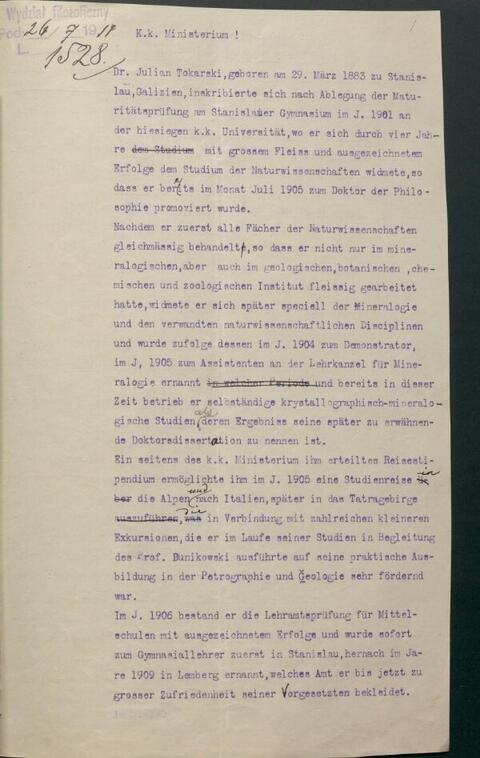 Wydział filozoficzny
Pod. 26/7 1911
L. 1528.
1
K.k. Ministerium !
Dr. Julian Tokarski,geboren am 29. März 1883 zu Stanis-
lau,Galizien,inskribierte sich nach Ablegung der Matu-
ritätsprüfung am Stanislauer Gymnasium im J. 1901 an
der hiesiegen k.k. Universität,wo er sich durch vier Jah-
re dem Studium mit grossem Fleiss und ausgezeichnetem
Erfolge dem Studium der Naturwissenschaften widmete,so
dass er bereits im Monat Juli 1905 zum Doktor der Philo-
sophie promoviert wurde.
Nachdem er zuerst alle Fächer der Naturwissenschaften
gleichmässig behandelt,so dass er nicht nur im mine-
ralogischen,aber auch im geologischen,botanischen ,che-
mischen und zoologischen Institut fleissig gearbeitet
hatte,widmete er sich später speciell der Mineralogie
und den verwandten naturwissenschaftlichen Disciplinen
und wurde zufolge dessen im J. 1904 zum Demonstrator,
im J, 1905 zum Assistenten an der Lehrkanzel für Mine-
ralogie ernannt in welcher Periode und bereits in dieser
Zeit betrieb er selbständige krystallographisch-mineralo-
gische Studien,als deren Ergebniss seine später zu erwähnen-
de Doktorsdissertation zu nennen ist.
Ein seitens des k.k. Ministerium ihm erteiltes Reisesti-
pendium ermöglichte ihm im J. 1905 eine Studienreise in
die Alpen und nach Italien,später in das Tatragebirge
auszuführen,was die in Verbindung mit zahlreichen kleineren
Exkursionen,die er im Laufe seiner Studien in Begleitung
des Prof. Dunikowski ausführte auf seine praktische Aus-
bildung in der Petrographie und Geologie sehr fördernd
war.
Im J. 1906 bestand er die Lehramtsprüfung für Mittel-
schulen mit ausgezeichnetem Erfolge und wurde sofort
zum Gymnasiallehrer zuerst in Stanislau,hernach im Ja-
re 1909 in Lemberg ernannt,welches Amt er bis jetzt zu
grosser Zufriedenheit seiner Vorgesetzten bekleidet.